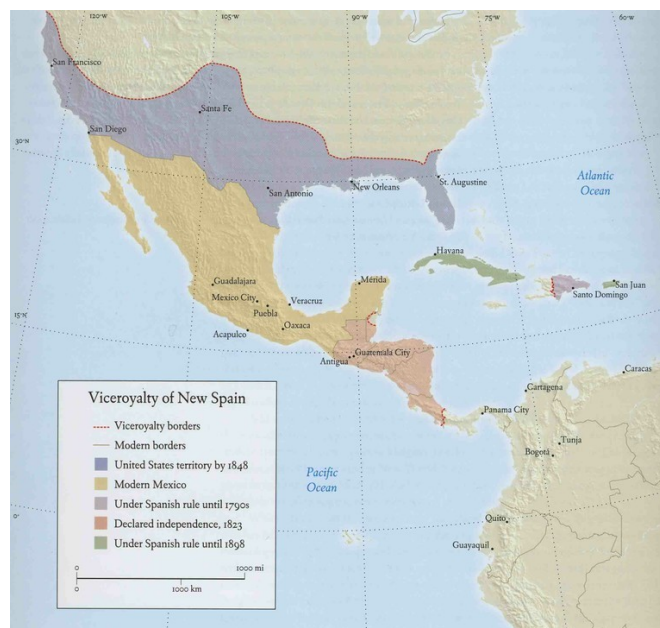 120°W
105°W
90°W
75°W
60°W
San Francisco
Santa Fe
San Diego
30°N
San Antonio
New Orleans
St. Augustine
Atlantic
Ocean
Havana
Guadalajara
Mérida
San Juan
Mexico City
Veracruz
Santo Domingo
Puebla
15°N
Acapulco
Oaxaca
Guatemala City
Antigua
Caracas
Cartagena
Panama City
Tunja
Bogotá
Pacific
Ocean
0°
Quito
Guayaquil
90°W
75°W
Viceroyalty of New Spain
Viceroyalty borders
Modern borders
United States territory by 1848
Modern Mexico
Under Spanish rule until 1790s
Declared independence, 1823
Under Spanish rule until 1898
0 1000 mi
0 1000 km